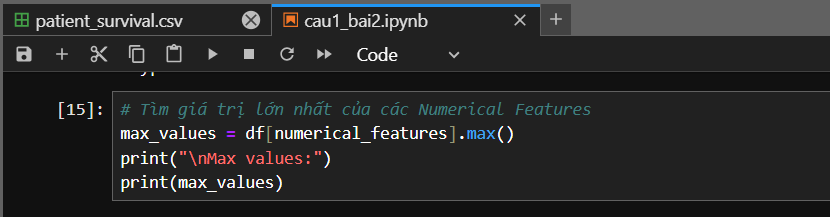 patient_survival.csv
cau1_bai2.ipynb
Code
[15]:
# Tìm giá trị lớn nhất của các Numerical Features
max_values = df[numerical_features].max()
print("\nMax values:")
print(max_values)